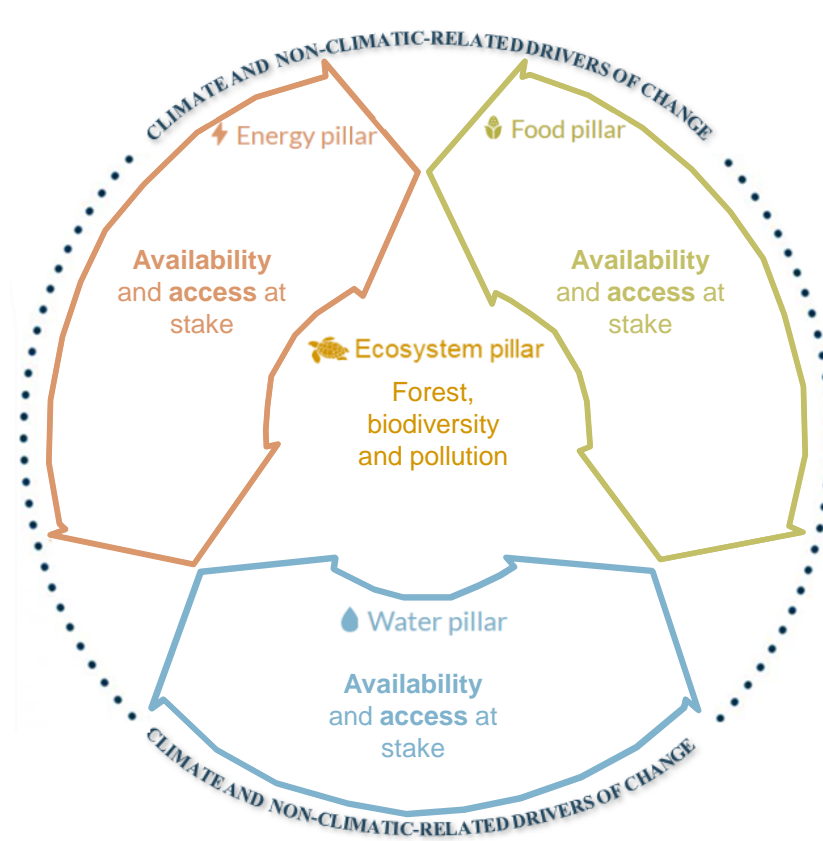 CLIMATE AND NON-CLIMATIC-RELATED DRIVERS OF CHANGE
Energy pillar
Food pillar
Availability
and access at
stake
Availability
and access at
stake
Ecosystem pillar
Forest,
biodiversity
and pollution
Water pillar
Availability
and access at
stake
CLIMATE AND NON-CLIMATIC-RELATED DRIVERS OF CHANGE